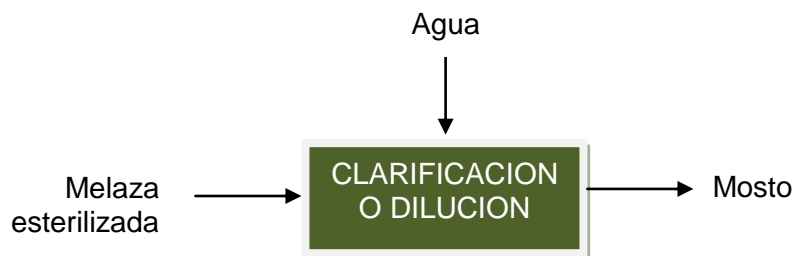 Agua
Melaza
esterilizada
CLARIFICACION
O DILUCION
Mosto